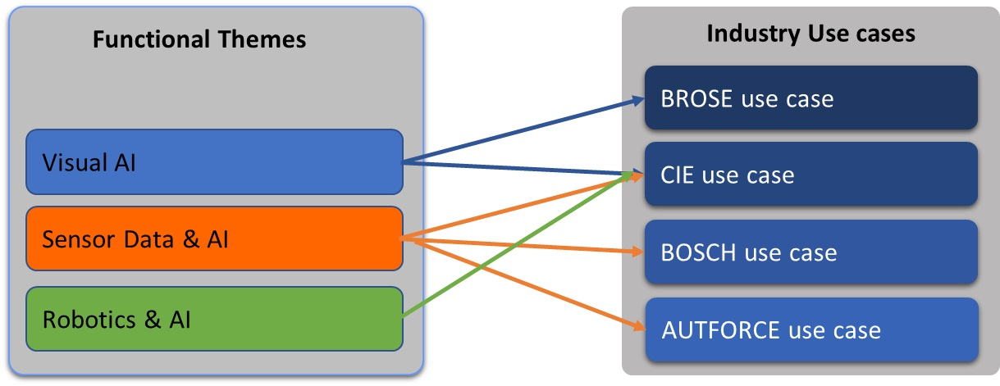 Functional Themes
Visual AI
Sensor Data & AI
Robotics & AI
Industry Use cases
BROSE use case
CIE use case
BOSCH use case
AUTFORCE use case